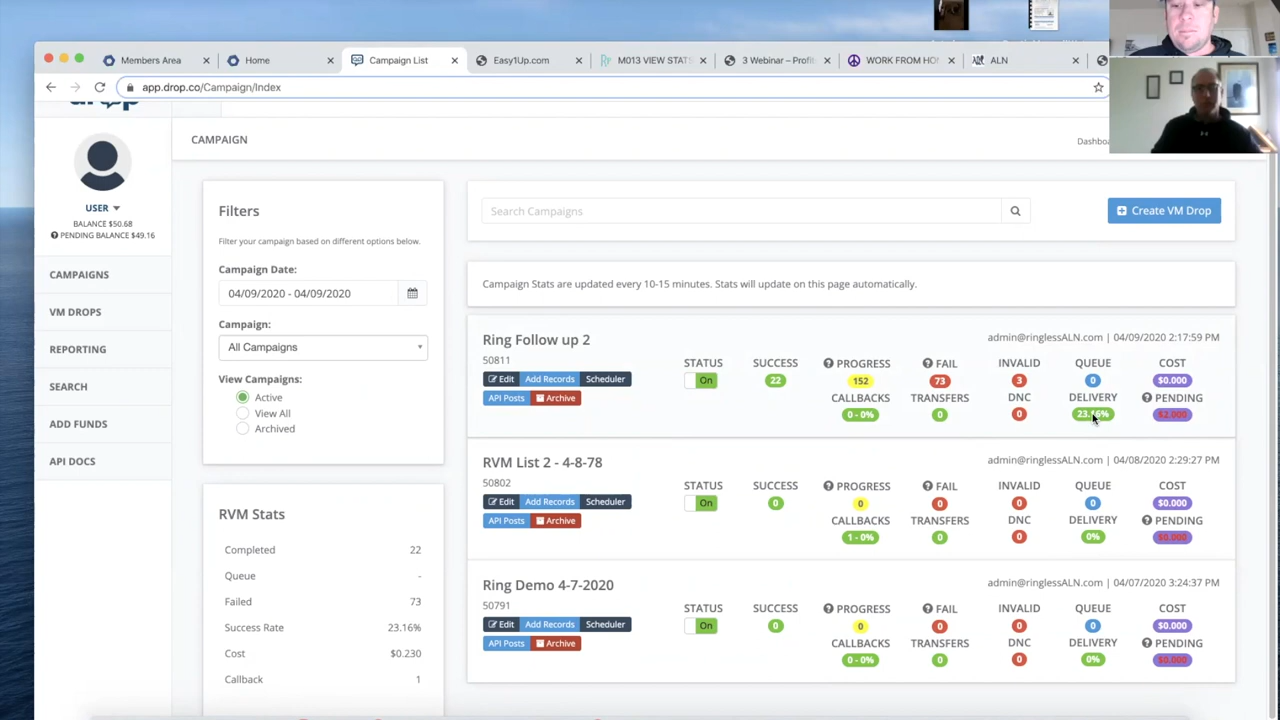 Members Area
Home
Campaign List
Easy1Up.com
M013 VIEW STAT
3 Webinar – Profit
WORK FROM HO
ALN
app.drop.co/Campaign/Index
drop
CAMPAIGN
Dashboa
USER
BALANCE $50.68
PENDING BALANCE $49.16
CAMPAIGNS
VM DROPS
REPORTING
SEARCH
ADD FUNDS
API DOCS
Filters
Filter your campaign based on different options below.
Campaign Date:
04/09/2020 - 04/09/2020
Campaign:
All Campaigns
View Campaigns:
Active
View All
Archived
RVM Stats
Completed 22
Queue -
Failed 73
Success Rate 23.16%
Cost $0.230
Callback 1
Search Campaigns
Create VM Drop
Campaign Stats are updated every 10-15 minutes. Stats will update on this page automatically.
Ring Follow up 2
admin@ringlessALN.com | 04/09/2020 2:17:59 PM
50811
STATUS SUCCESS PROGRESS FAIL INVALID QUEUE COST
Edit Add Records Scheduler
On 22 152 73 3 0 $0.000
API Posts Archive
CALLBACKS TRANSFERS DNC DELIVERY PENDING
0 - 0% 0 0 23.16% $2.000
RVM List 2 - 4-8-78
admin@ringlessALN.com | 04/08/2020 2:29:27 PM
50802
STATUS SUCCESS PROGRESS FAIL INVALID QUEUE COST
Edit Add Records Scheduler
On 0 0 0 0 0 $0.000
API Posts Archive
CALLBACKS TRANSFERS DNC DELIVERY PENDING
1 - 0% 0 0 0% $0.000
Ring Demo 4-7-2020
admin@ringlessALN.com | 04/07/2020 3:24:37 PM
50791
STATUS SUCCESS PROGRESS FAIL INVALID QUEUE COST
Edit Add Records Scheduler
On 0 0 0 0 0 $0.000
API Posts Archive
CALLBACKS TRANSFERS DNC DELIVERY PENDING
0 - 0% 0 0 0% $0.000